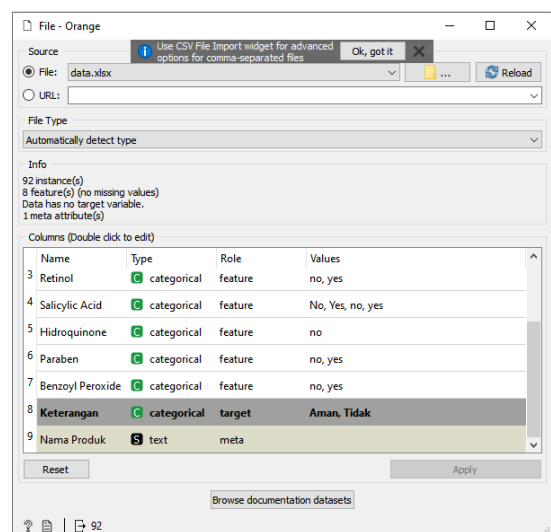 File - Orange
Source
Use CSV File Import widget for advanced
options for comma-separated files
Ok, got it
File: data.xlsx
...
Reload
URL:
File Type
Automatically detect type
Info
92 instance(s)
8 feature(s) (no missing values)
Data has no target variable.
1 meta attribute(s)
Columns (Double click to edit)
Name Type Role Values
3 Retinol C categorical feature no, yes
4 Salicylic Acid C categorical feature No, Yes, no, yes
5 Hidroquinone C categorical feature no
6 Paraben C categorical feature no, yes
7 Benzoyl Peroxide C categorical feature no, yes
8 Keterangan C categorical target Aman, Tidak
9 Nama Produk S text meta
Reset Apply
Browse documentation datasets
? 92